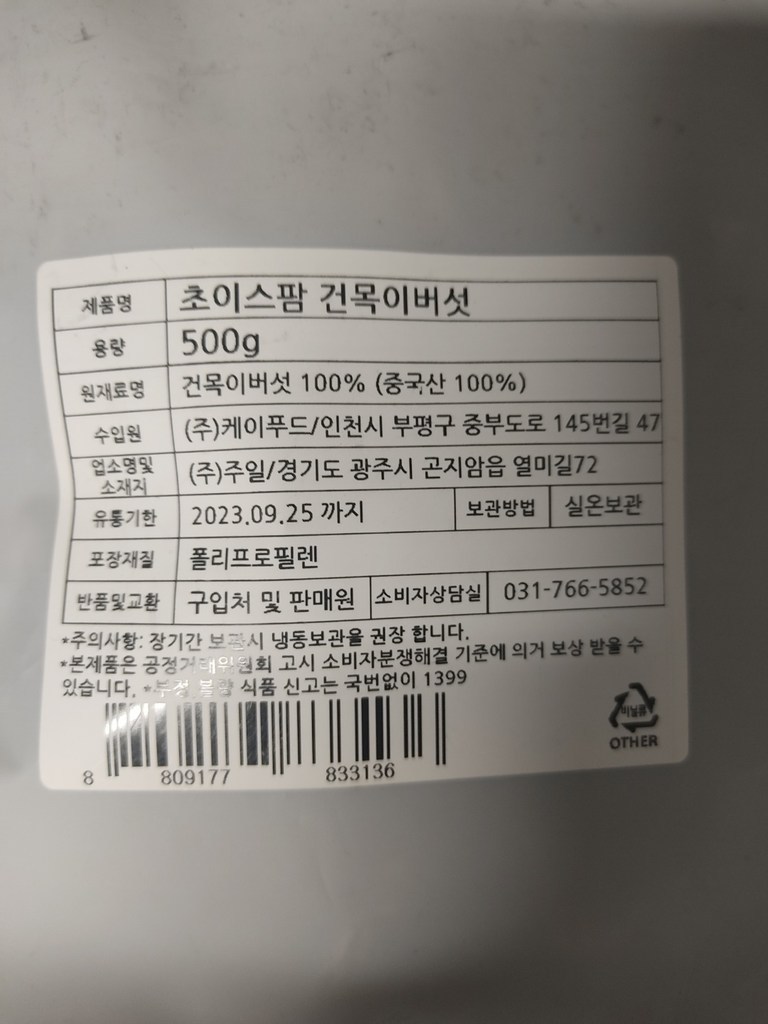 제품명 초이스팜 건목이버섯
용량 500g
원재료명 건목이버섯 100% (중국산 100%)
수입원 (주)케이푸드/인천시 부평구 중부도로 145번길 47
업소명및 소재지 (주)주일/경기도 광주시 곤지암읍 열미길72
유통기한 2023.09.25 까지 보관방법 실온보관
포장재질 폴리프로필렌
반품및교환 구입처 및 판매원 소비자상담실 031-766-5852
*주의사항: 장기간 보관시 냉동보관을 권장 합니다.
*본제품은 공정거래위원회 고시 소비자분쟁해결 기준에 의거 보상 받을 수
있습니다. *부정 불량 식품 신고는 국번없이 1399
비닐류
OTHER
8 809177 833136